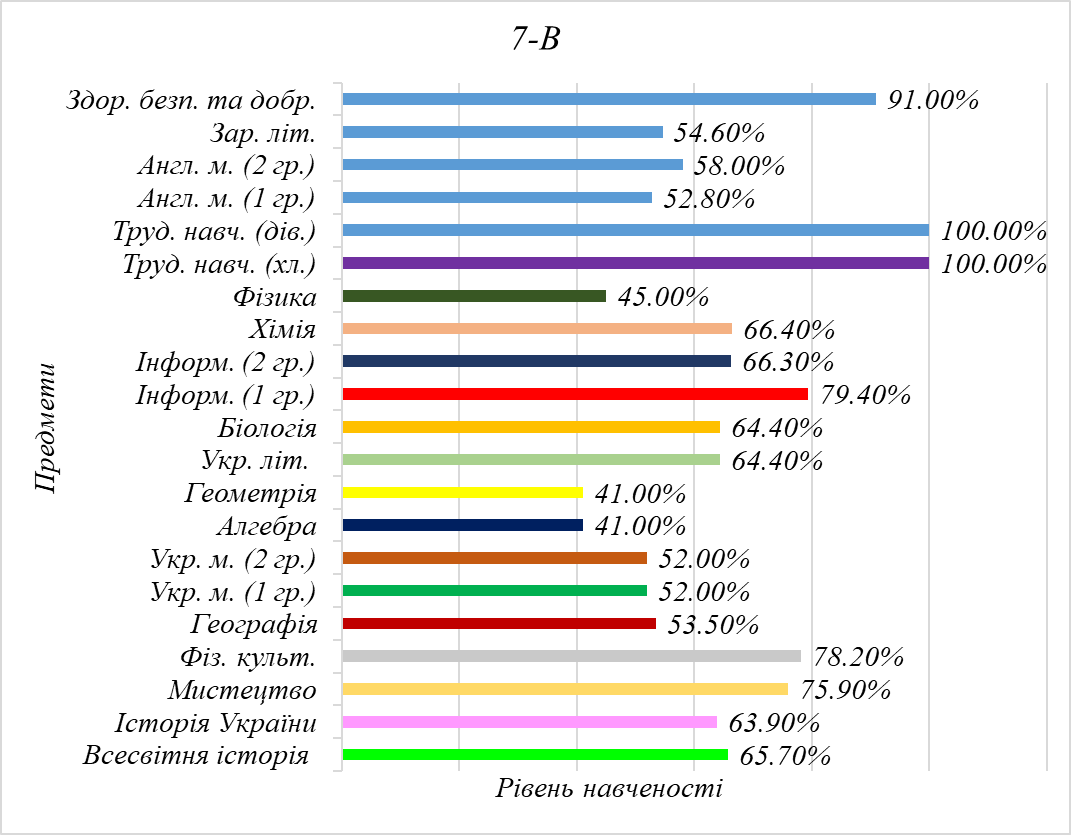 7-В
Здор. безп. та добр. 91.00%
Зар. літ. 54.60%
Англ. м. (2 гр.) 58.00%
Англ. м. (1 гр.) 52.80%
Труд. навч. (дів.) 100.00%
Труд. навч. (хл.) 100.00%
Фізика 45.00%
Хімія 66.40%
Інформ. (2 гр.) 66.30%
Інформ. (1 гр.) 79.40%
Біологія 64.40%
Укр. літ. 64.40%
Геометрія 41.00%
Алгебра 41.00%
Укр. м. (2 гр.) 52.00%
Укр. м. (1 гр.) 52.00%
Географія 53.50%
Фіз. культ. 78.20%
Мистецтво 75.90%
Історія України 63.90%
Всесвітня історія 65.70%
Предмети
Рівень навченості